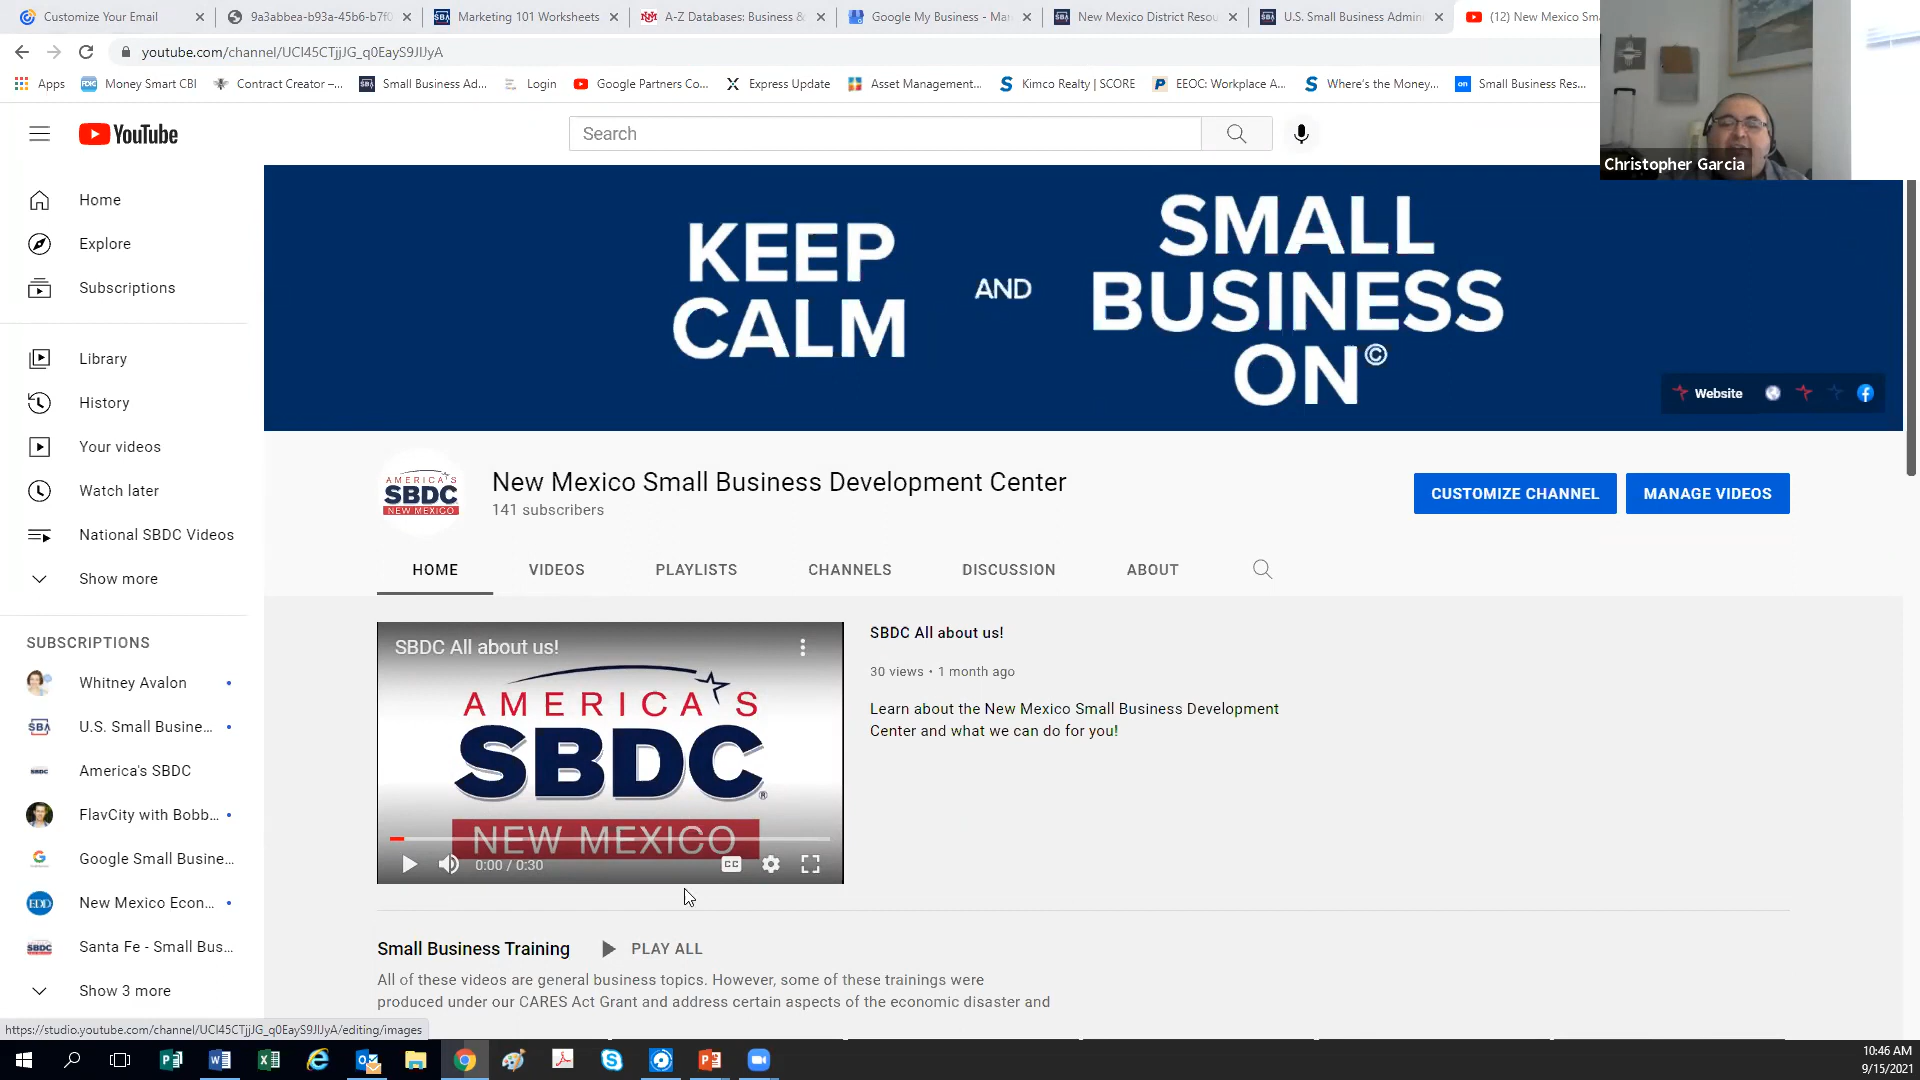 Customize Your Email
9a3abbea-b93a-45b6-b7f0
Marketing 101 Worksheets
A-Z Databases: Business &
Google My Business - Man
New Mexico District Resou
U.S. Small Business Admini
(12) New Mexico Sm
youtube.com/channel/UCl45CTjjJG_q0EayS9JlJyA
Apps
Money Smart CBI
Contract Creator –...
Small Business Ad...
Login
Google Partners Co...
Express Update
Asset Management...
Kimco Realty | SCORE
EEOC: Workplace A...
Where's the Money...
Small Business Res...
Christopher Garcia
YouTube
Search
Home
Explore
Subscriptions
Library
History
Your videos
Watch later
National SBDC Videos
Show more
SUBSCRIPTIONS
Whitney Avalon
U.S. Small Busine...
America's SBDC
FlavCity with Bobb...
Google Small Busine...
New Mexico Econ...
Santa Fe - Small Bus...
Show 3 more
KEEP
CALM
AND
SMALL
BUSINESS
ON©
Website
AMERICA'S
SBDC
NEW MEXICO
New Mexico Small Business Development Center
141 subscribers
CUSTOMIZE CHANNEL
MANAGE VIDEOS
HOME
VIDEOS
PLAYLISTS
CHANNELS
DISCUSSION
ABOUT
SBDC All about us!
AMERICA'S
SBDC®
NEW MEXICO
0:00 / 0:30
CC
SBDC All about us!
30 views • 1 month ago
Learn about the New Mexico Small Business Development
Center and what we can do for you!
Small Business Training
PLAY ALL
All of these videos are general business topics. However, some of these trainings were
produced under our CARES Act Grant and address certain aspects of the economic disaster and
https://studio.youtube.com/channel/UCl45CTjjJG_q0EayS9JlJyA/editing/images
10:46 AM
9/15/2021